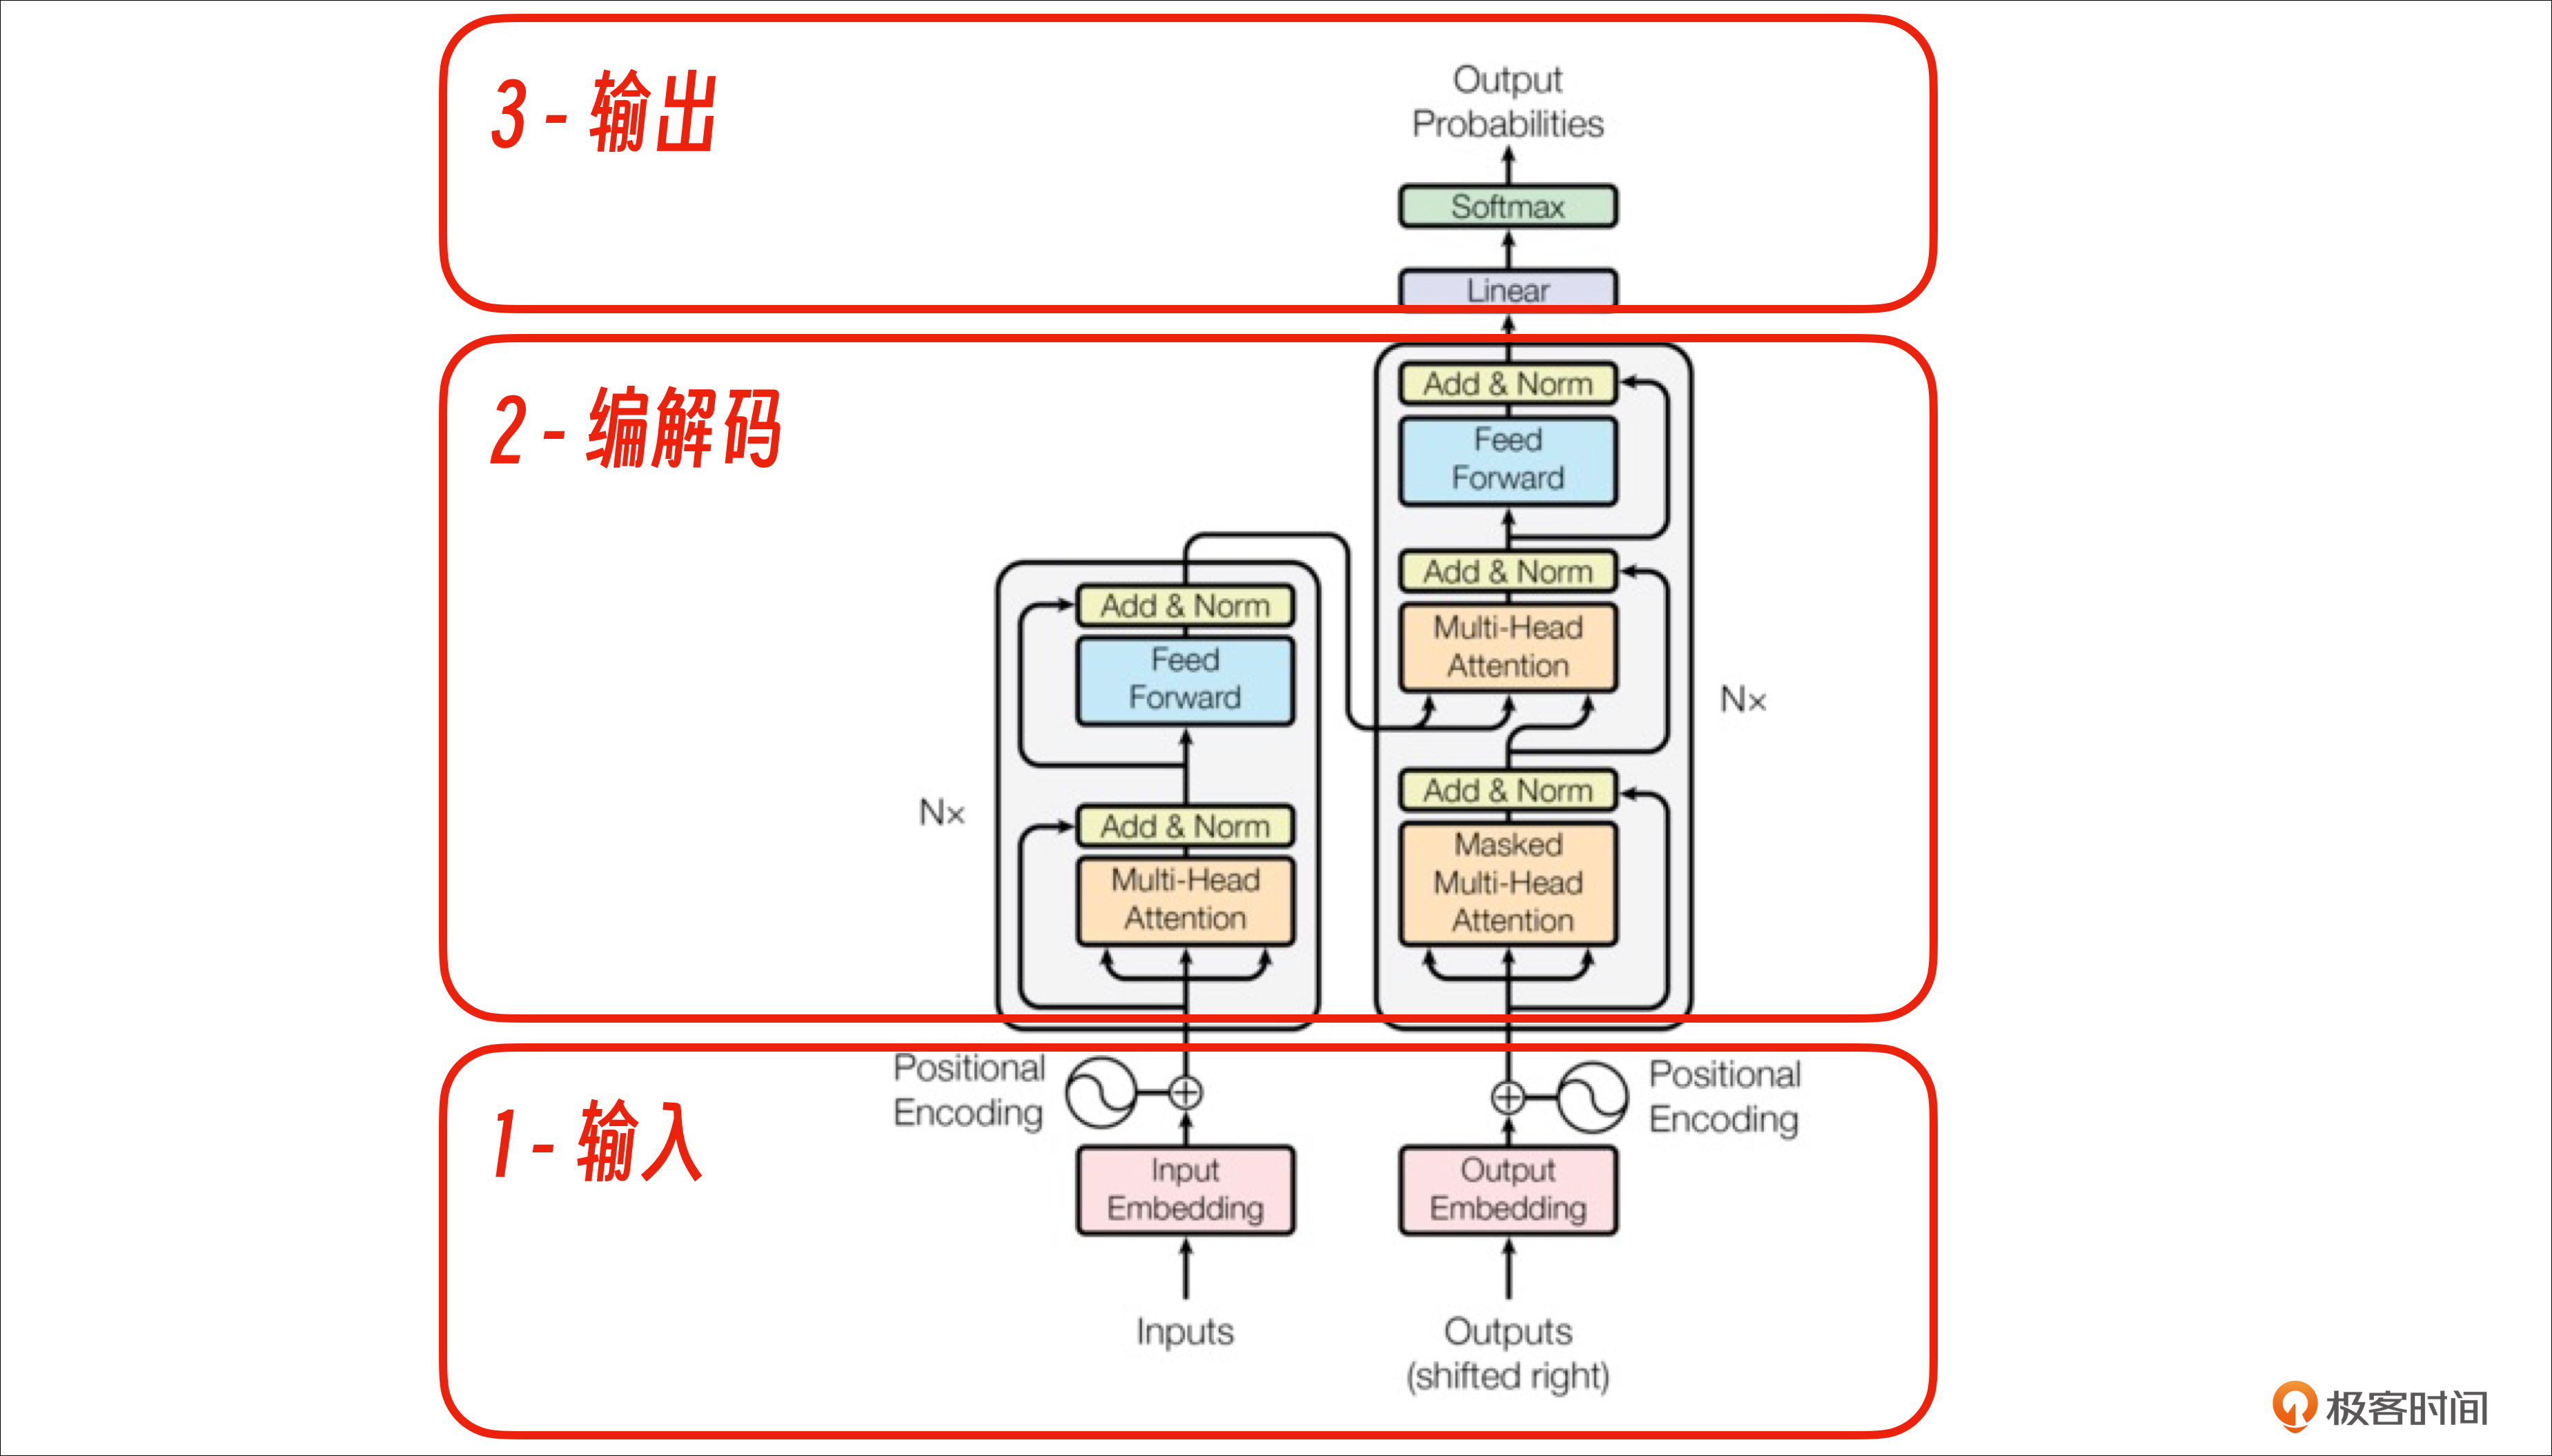 3 - 输出
Output
Probabilities
Softmax
Linear
2 - 编解码
Add & Norm
Feed
Forward
Add & Norm
Multi-Head
Attention
N×
Add & Norm
Masked
Multi-Head
Attention
Add & Norm
Feed
Forward
N×
Add & Norm
Multi-Head
Attention
1 - 输入
Positional
Encoding
Input
Embedding
Inputs
Positional
Encoding
Output
Embedding
Outputs
(shifted right)
极客时间